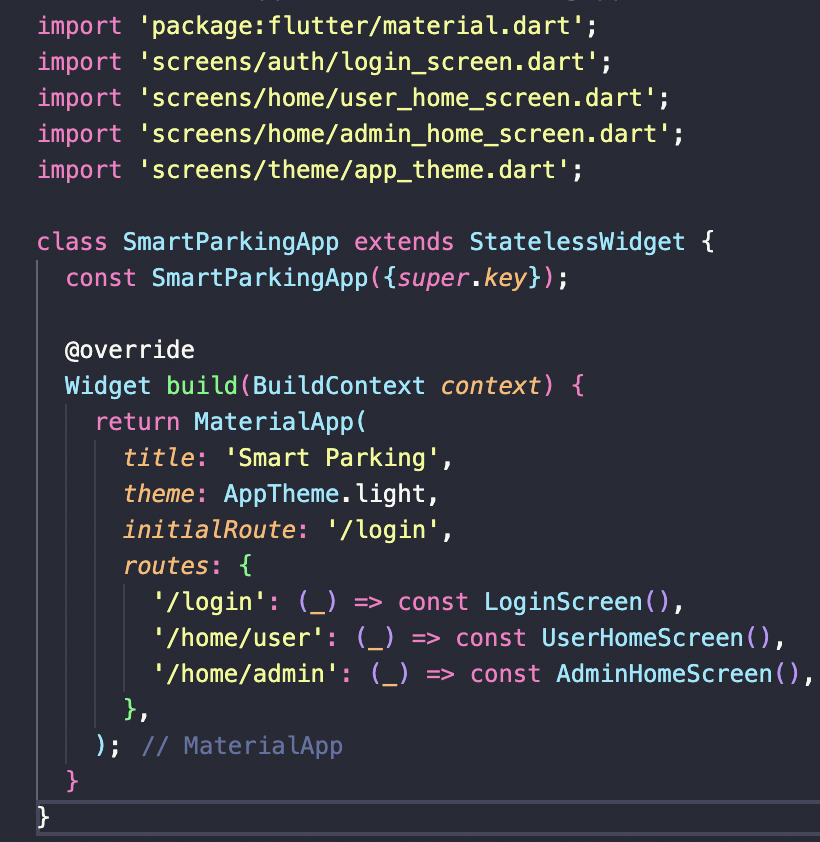 import 'package:flutter/material.dart';
import 'screens/auth/login_screen.dart';
import 'screens/home/user_home_screen.dart';
import 'screens/home/admin_home_screen.dart';
import 'screens/theme/app_theme.dart';

class SmartParkingApp extends StatelessWidget {
  const SmartParkingApp({super.key});

  @override
  Widget build(BuildContext context) {
    return MaterialApp(
      title: 'Smart Parking',
      theme: AppTheme.light,
      initialRoute: '/login',
      routes: {
        '/login': (_) => const LoginScreen(),
        '/home/user': (_) => const UserHomeScreen(),
        '/home/admin': (_) => const AdminHomeScreen(),
      },
    ); // MaterialApp
  }
}